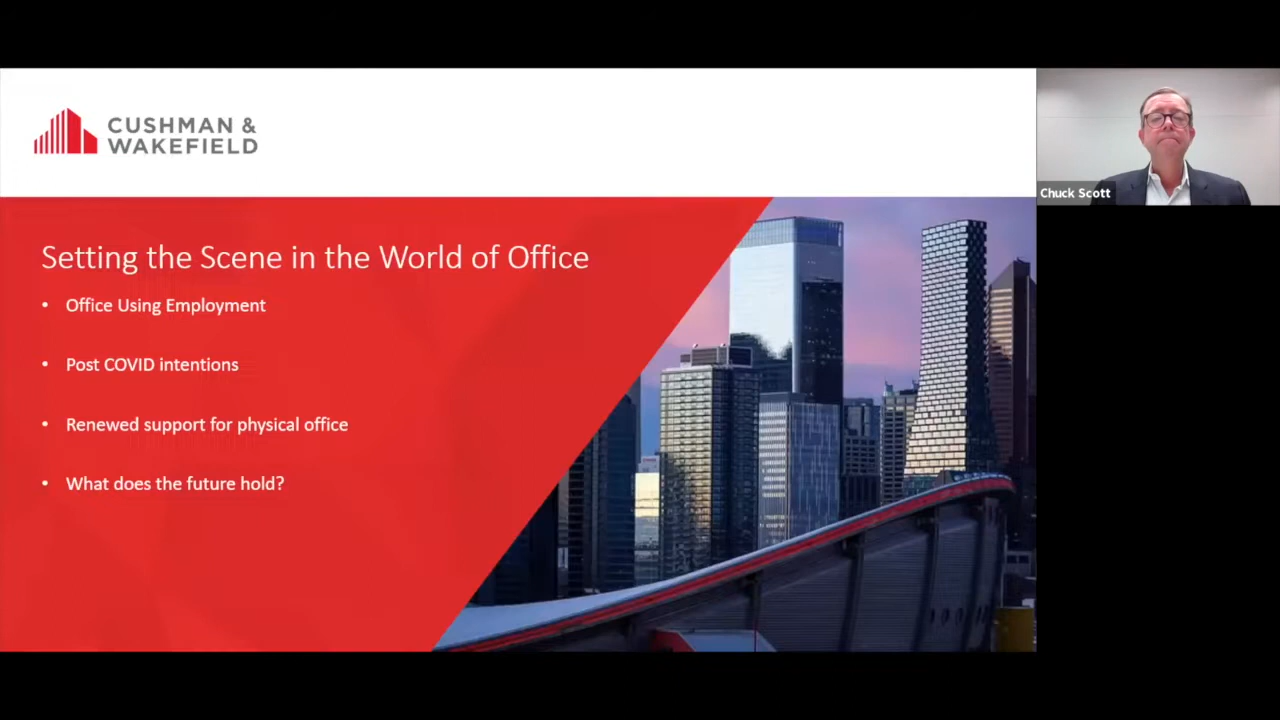 CUSHMAN &
WAKEFIELD
Chuck Scott
Setting the Scene in the World of Office
• Office Using Employment
• Post COVID intentions
• Renewed support for physical office
• What does the future hold?